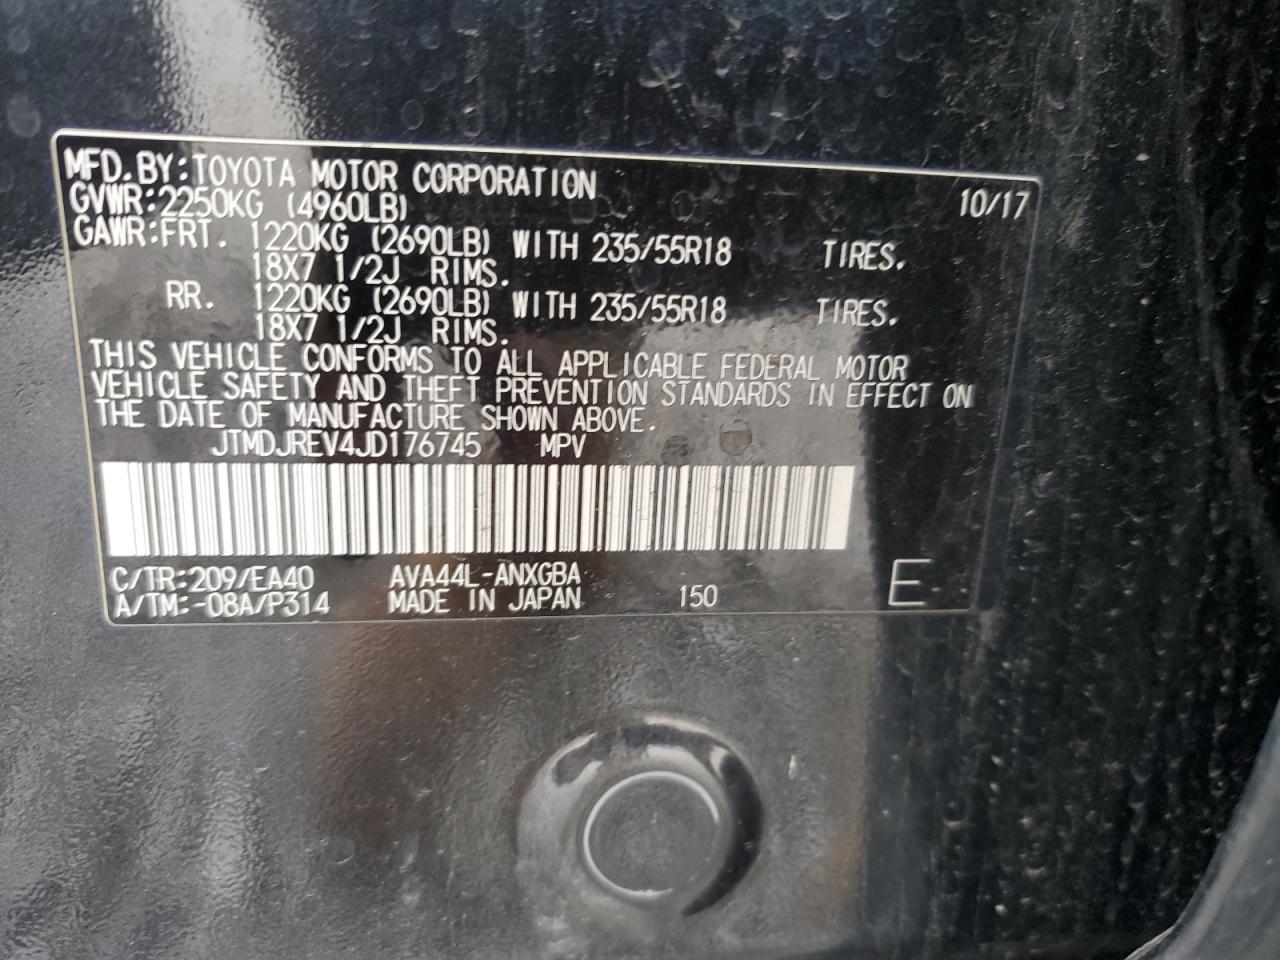 MFD.BY:TOYOTA MOTOR CORPORATION 10/17
GVWR:2250KG (4960LB)
GAWR:FRT. 1220KG (2690LB) WITH 235/55R18 TIRES.
18X7 1/2J RIMS.
RR. 1220KG (2690LB) WITH 235/55R18 TIRES.
18X7 1/2J RIMS.
THIS VEHICLE CONFORMS TO ALL APPLICABLE FEDERAL MOTOR
VEHICLE SAFETY AND THEFT PREVENTION STANDARDS IN EFFECT ON
THE DATE OF MANUFACTURE SHOWN ABOVE.
JTMDJREV4JD176745 MPV
C/TR:209/EA40 AVA44L-ANXGBA
A/TM:-08A/P314 MADE IN JAPAN 150 E